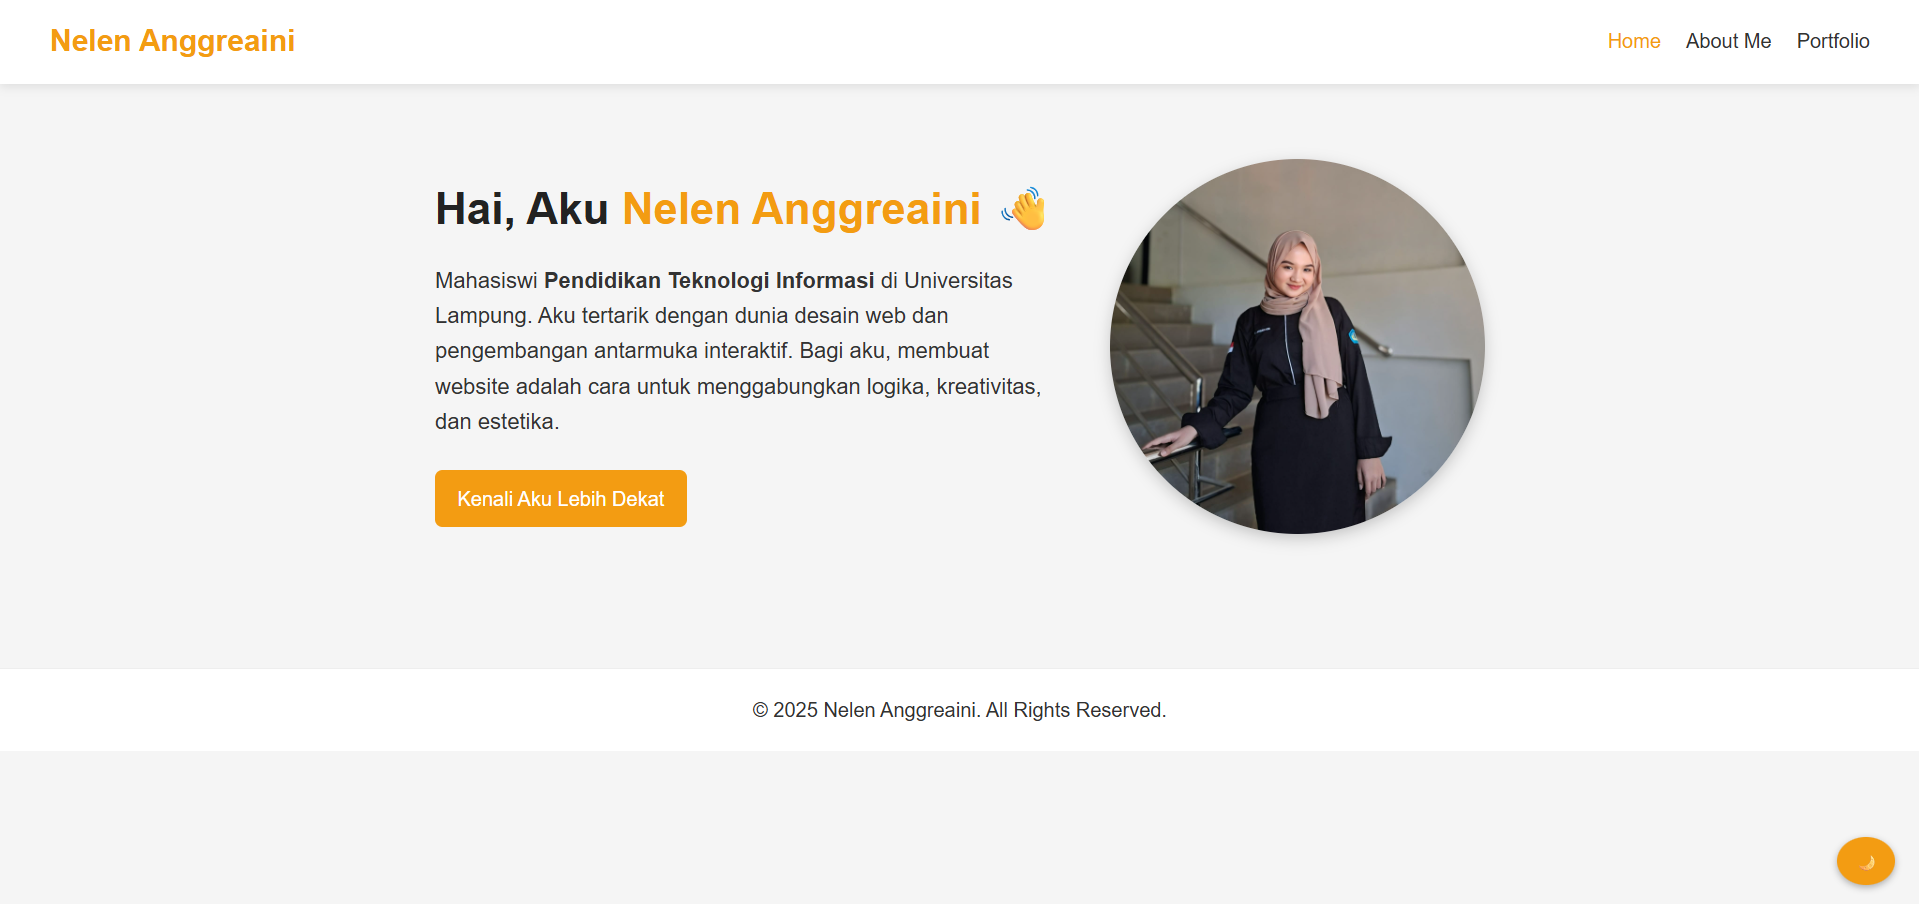 Nelen Anggreaini
Home About Me Portfolio
Hai, Aku Nelen Anggreaini 👋
Mahasiswi Pendidikan Teknologi Informasi di Universitas
Lampung. Aku tertarik dengan dunia desain web dan
pengembangan antarmuka interaktif. Bagi aku, membuat
website adalah cara untuk menggabungkan logika, kreativitas,
dan estetika.
Kenali Aku Lebih Dekat
© 2025 Nelen Anggreaini. All Rights Reserved.